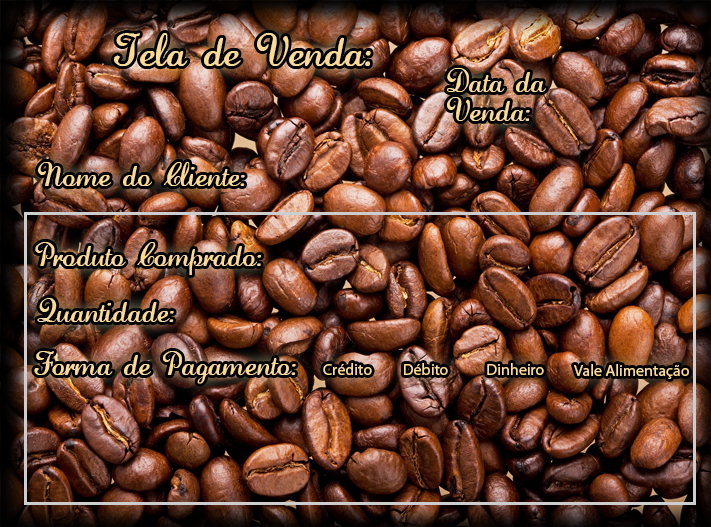 Tela de Venda:
Data da
Venda:
Nome do Cliente:
Produto Comprado:
Quantidade:
Forma de Pagamento: Crédito Débito Dinheiro Vale Alimentação